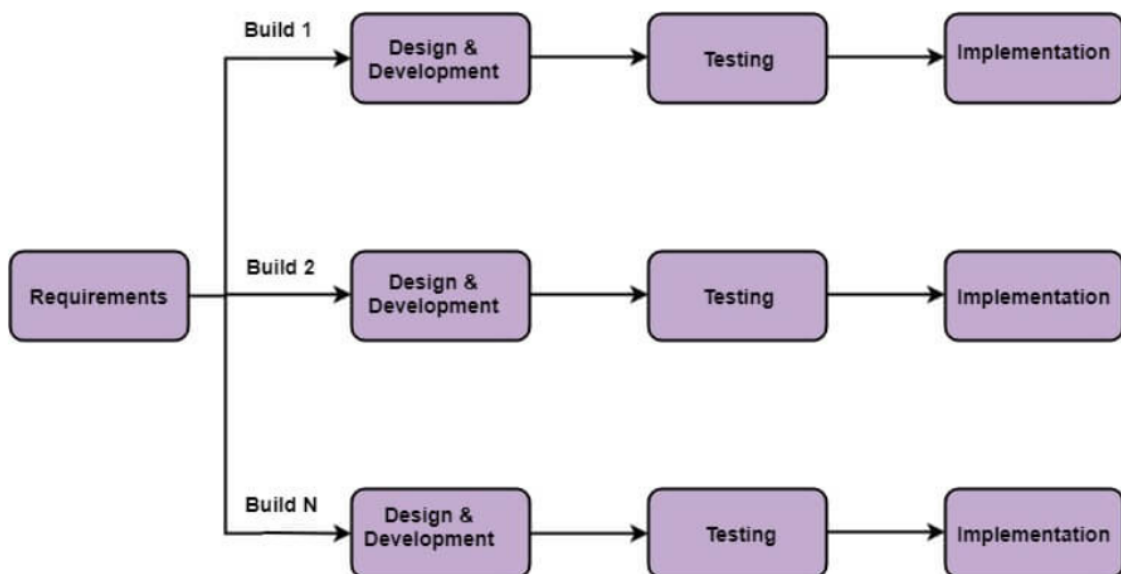 Build 1
Design &
Development
Testing
Implementation
Requirements
Build 2
Design &
Development
Testing
Implementation
Build N
Design &
Development
Testing
Implementation